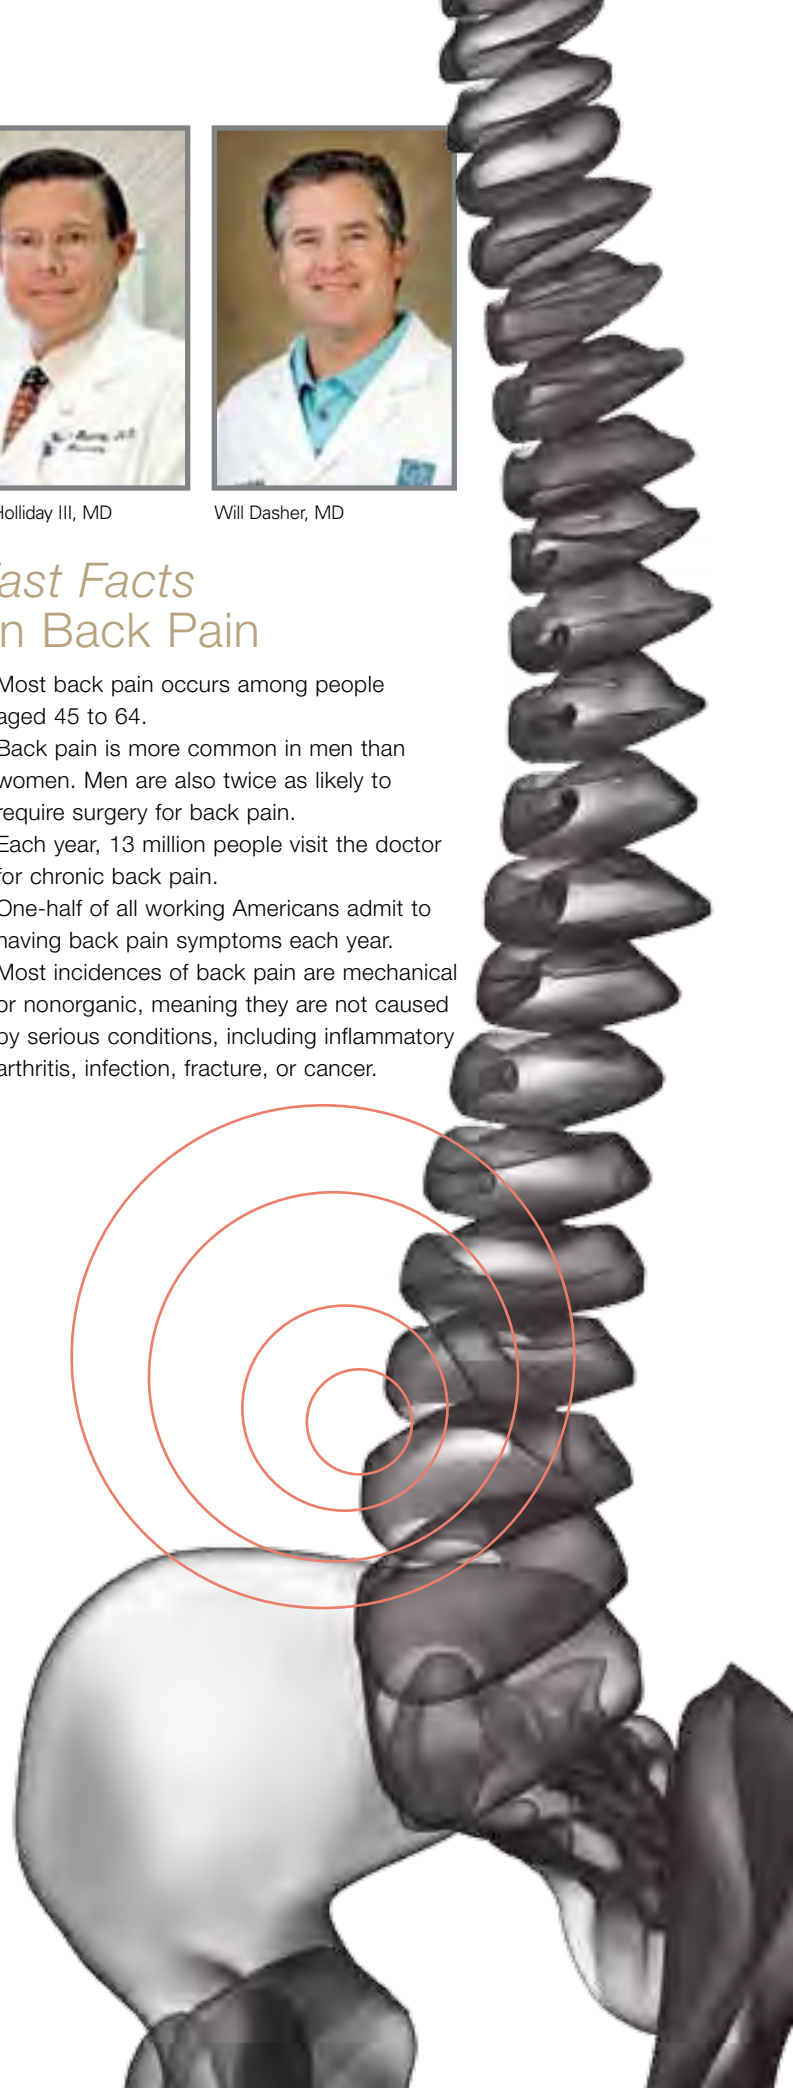 Holliday III, MD
Will Dasher, MD
ast Facts
n Back Pain
Most back pain occurs among people
aged 45 to 64.
Back pain is more common in men than
women. Men are also twice as likely to
require surgery for back pain.
Each year, 13 million people visit the doctor
for chronic back pain.
One-half of all working Americans admit to
having back pain symptoms each year.
Most incidences of back pain are mechanical
or nonorganic, meaning they are not caused
by serious conditions, including inflammatory
arthritis, infection, fracture, or cancer.